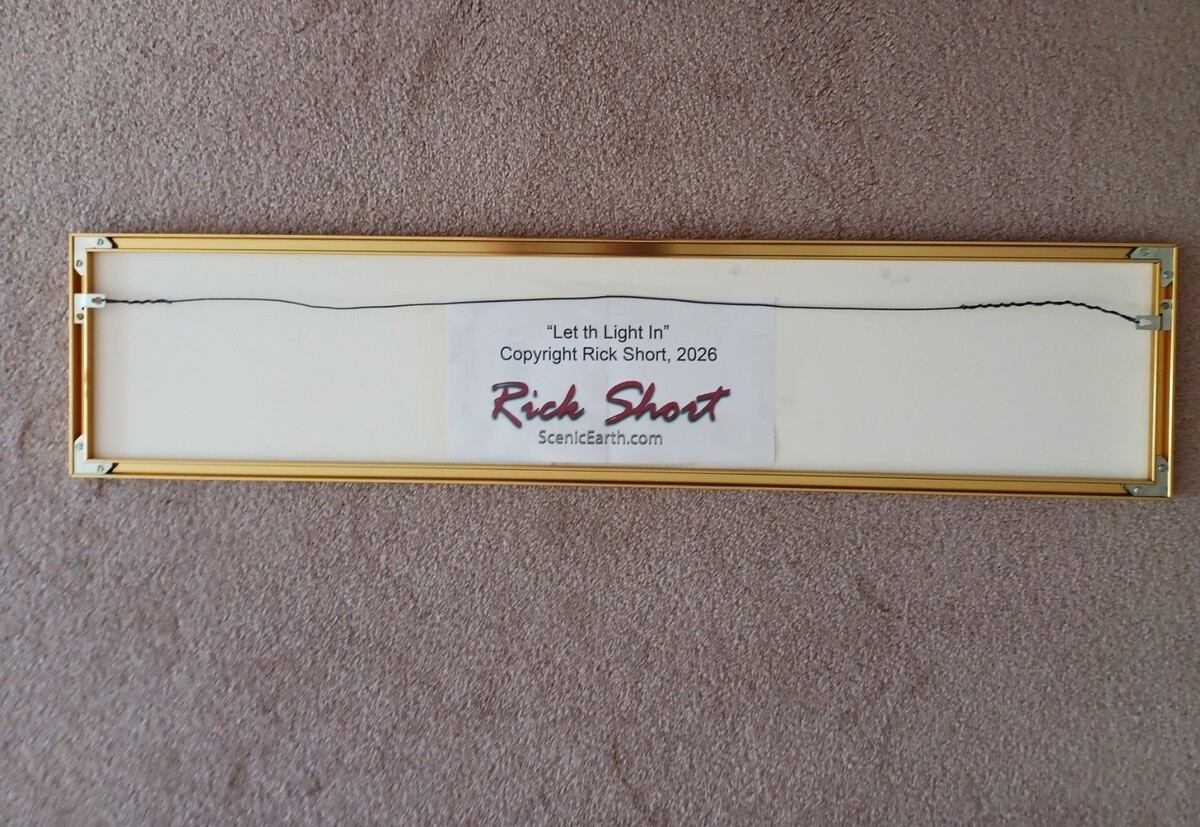 “Let th Light In”
Copyright Rick Short, 2026
Rick Short
ScenicEarth.com